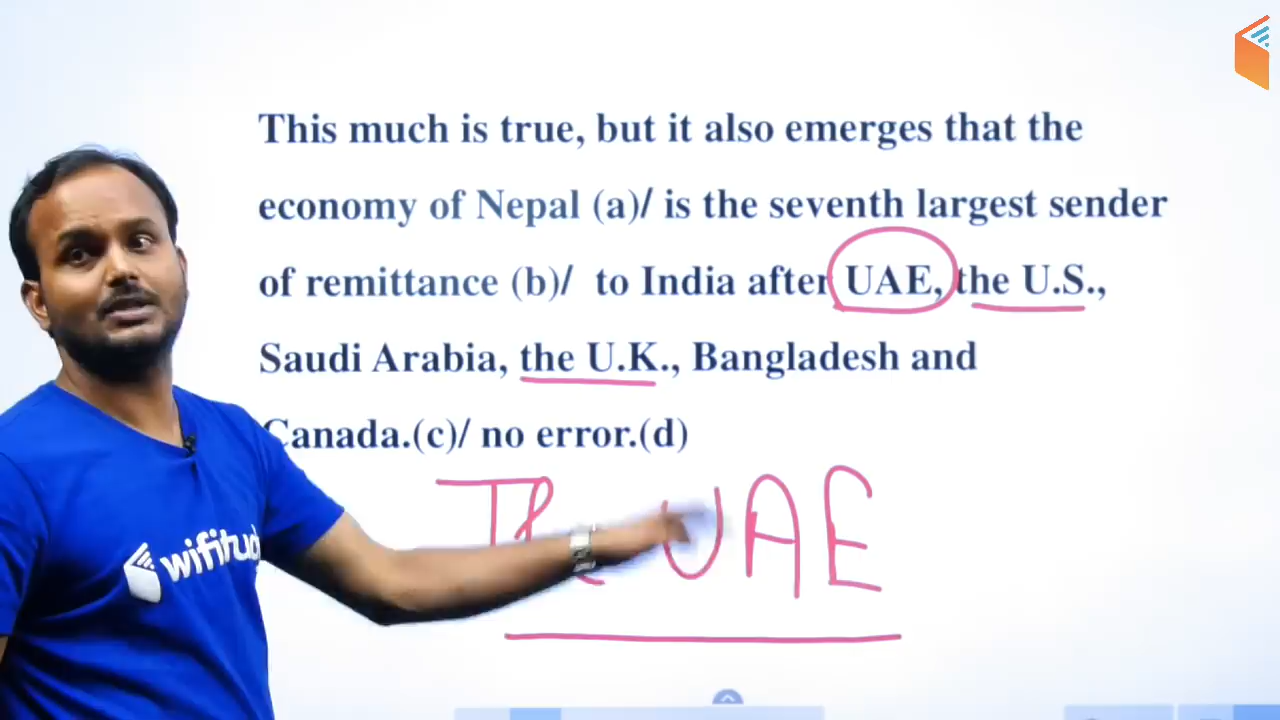 This much is true, but it also emerges that the
economy of Nepal (a)/ is the seventh largest sender
of remittance (b)/ to India after UAE, the U.S.,
Saudi Arabia, the U.K., Bangladesh and
Canada.(c)/ no error.(d)
UAE